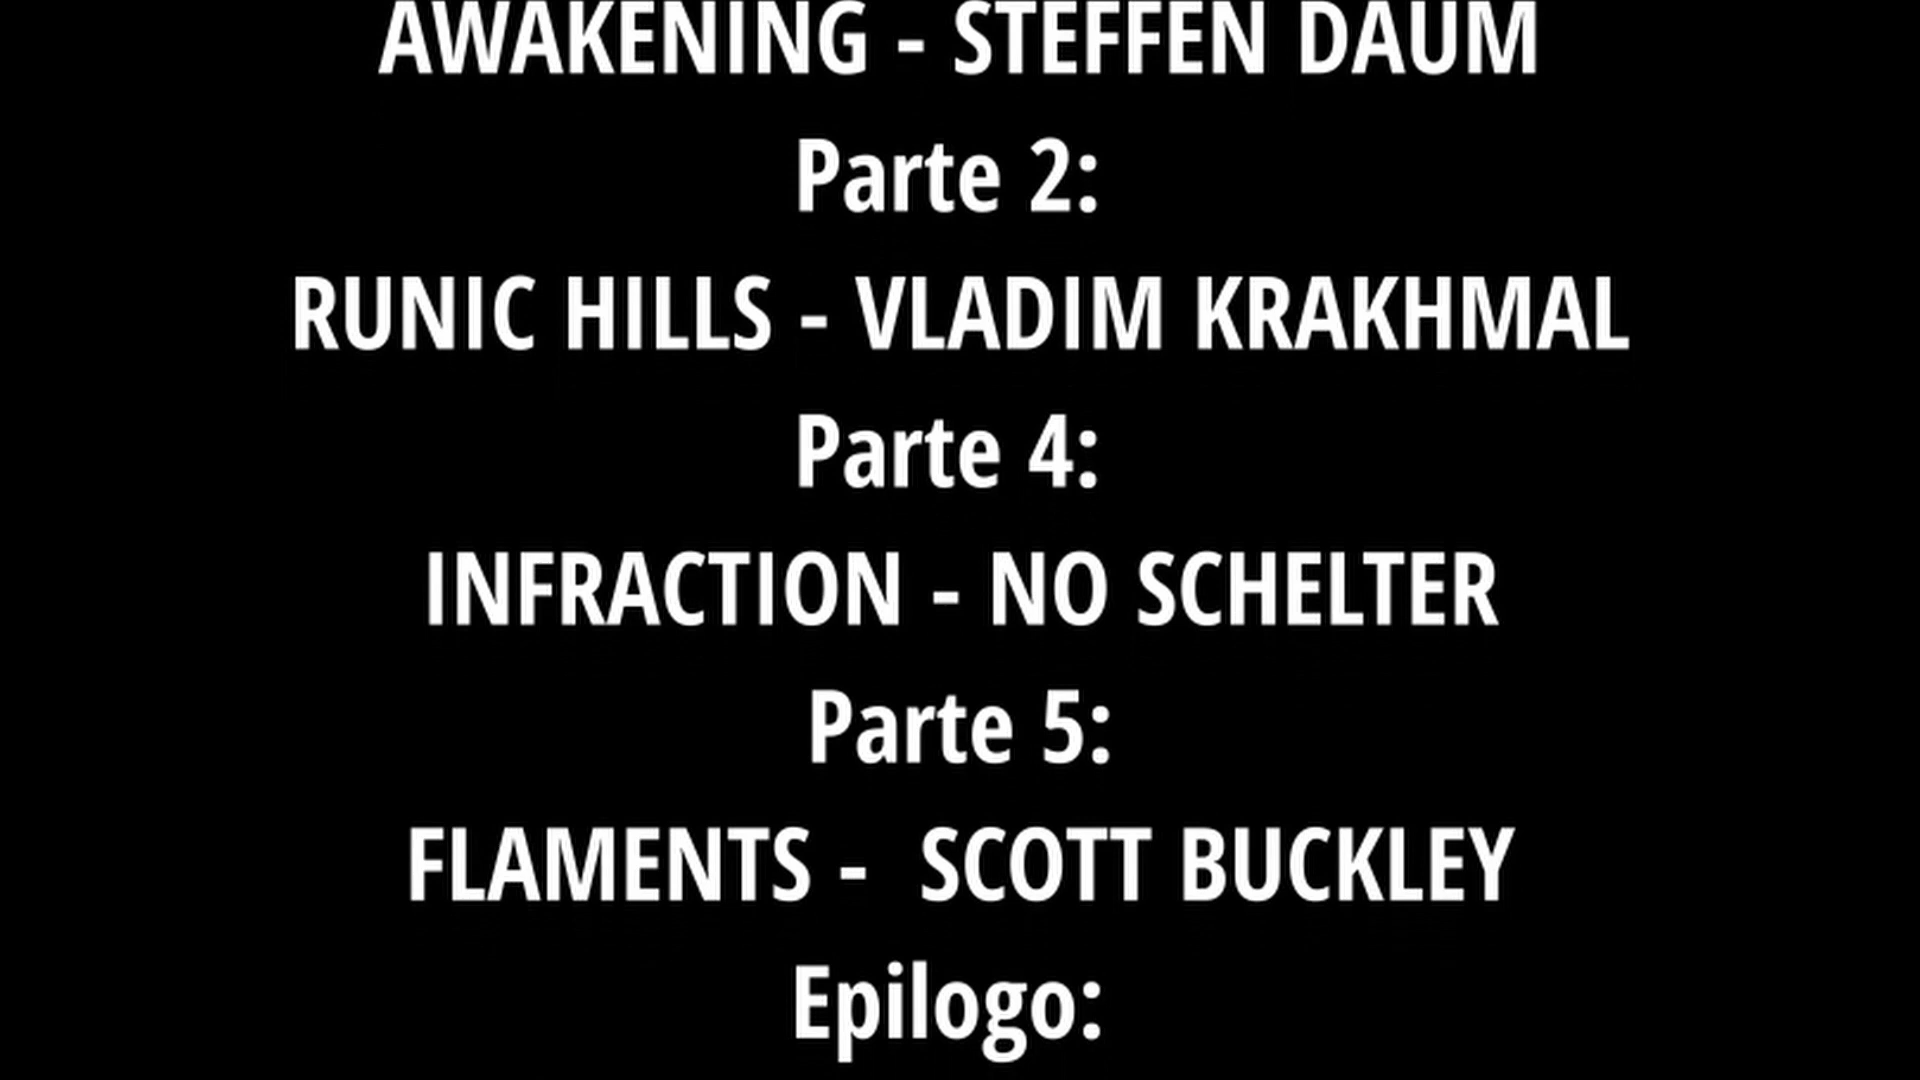 AWAKENING - STEFFEN DAUM
Parte 2:
RUNIC HILLS - VLADIM KRAKHMAL
Parte 4:
INFRACTION - NO SCHELTER
Parte 5:
FLAMENTS -  SCOTT BUCKLEY
Epilogo: